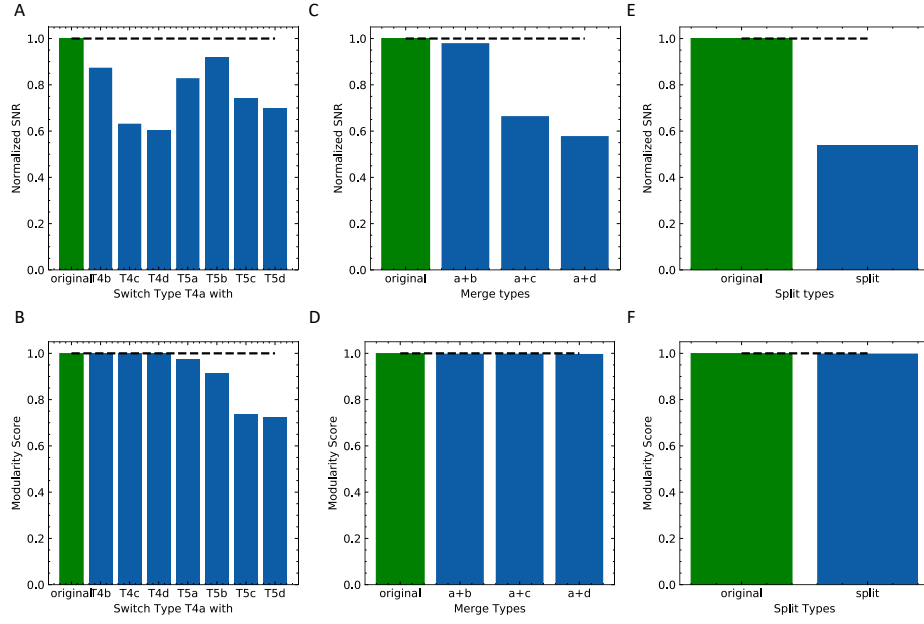 A
1.0
0.8
0.6
0.4
0.2
0.0
Normalized SNR
original T4b T4c T4d T5a T5b T5c T5d
Switch Type T4a with
C
1.0
0.8
0.6
0.4
0.2
0.0
Normalized SNR
original a+b a+c a+d
Merge types
E
1.0
0.8
0.6
0.4
0.2
0.0
Normalized SNR
original split
Split types
B
1.0
0.8
0.6
0.4
0.2
0.0
Modularity Score
original T4b T4c T4d T5a T5b T5c T5d
Switch Type T4a with
D
1.0
0.8
0.6
0.4
0.2
0.0
Modularity Score
original a+b a+c a+d
Merge Types
F
1.0
0.8
0.6
0.4
0.2
0.0
Modularity Score
original split
Split Types